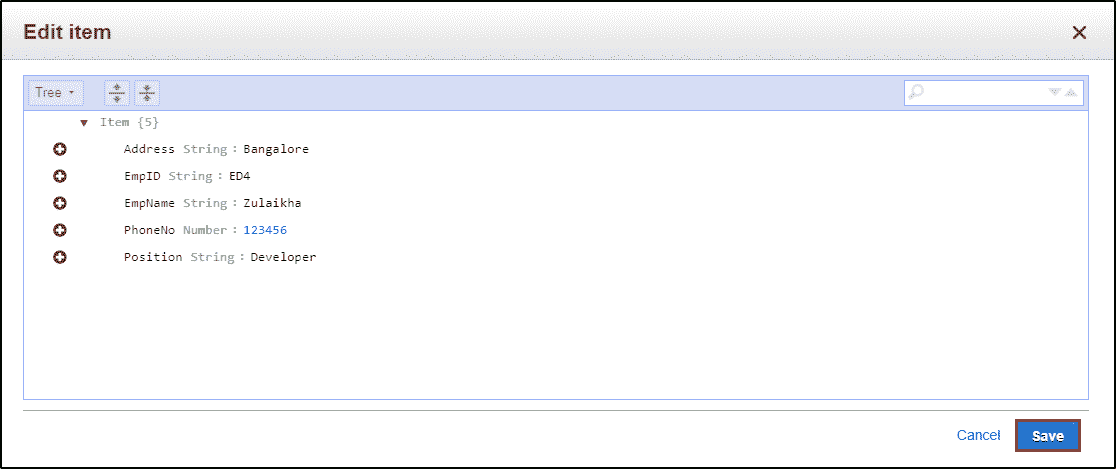 Edit item
Tree
Item {5}
Address String : Bangalore
EmpID String : ED4
EmpName String : Zulaikha
PhoneNo Number : 123456
Position String : Developer
Cancel Save